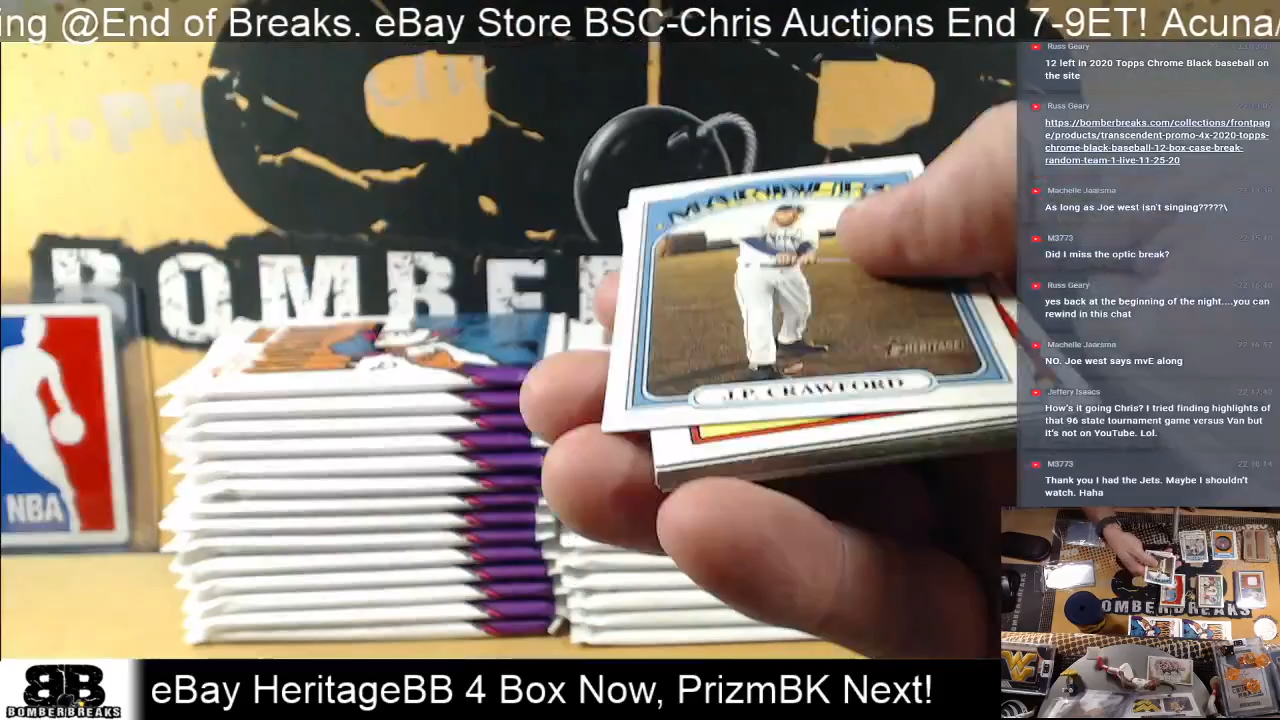 ing @End of Breaks. eBay Store BSC-Chris Auctions End 7-9ET! Acuna/
BOMBE
MARINERS
HERITAGE
J.P. CRAWFORD
NBA
Russ Geary
12 left in 2020 Topps Chrome Black baseball on
the site
Russ Geary
https://bomberbreaks.com/collections/frontpag
e/products/transcendent-promo-4x-2020-topps-
chrome-black-baseball-12-box-case-break-
random-team-1-live-11-25-20
Machelle Jaarsma
As long as Joe west isn't singing?????\
M3773
Did I miss the optic break?
Russ Geary
yes back at the beginning of the night....you can
rewind in this chat
Machelle Jaarsma
NO. Joe west says mvE along
Jeffery Isaacs
How's it going Chris? I tried finding highlights of
that 96 state tournament game versus Van but
it's not on YouTube. Lol.
M3773
Thank you I had the Jets. Maybe I shouldn't
watch. Haha
OMBERBREAKS
BB
BOMBERBREAKS
eBay HeritageBB 4 Box Now, PrizmBK Next!